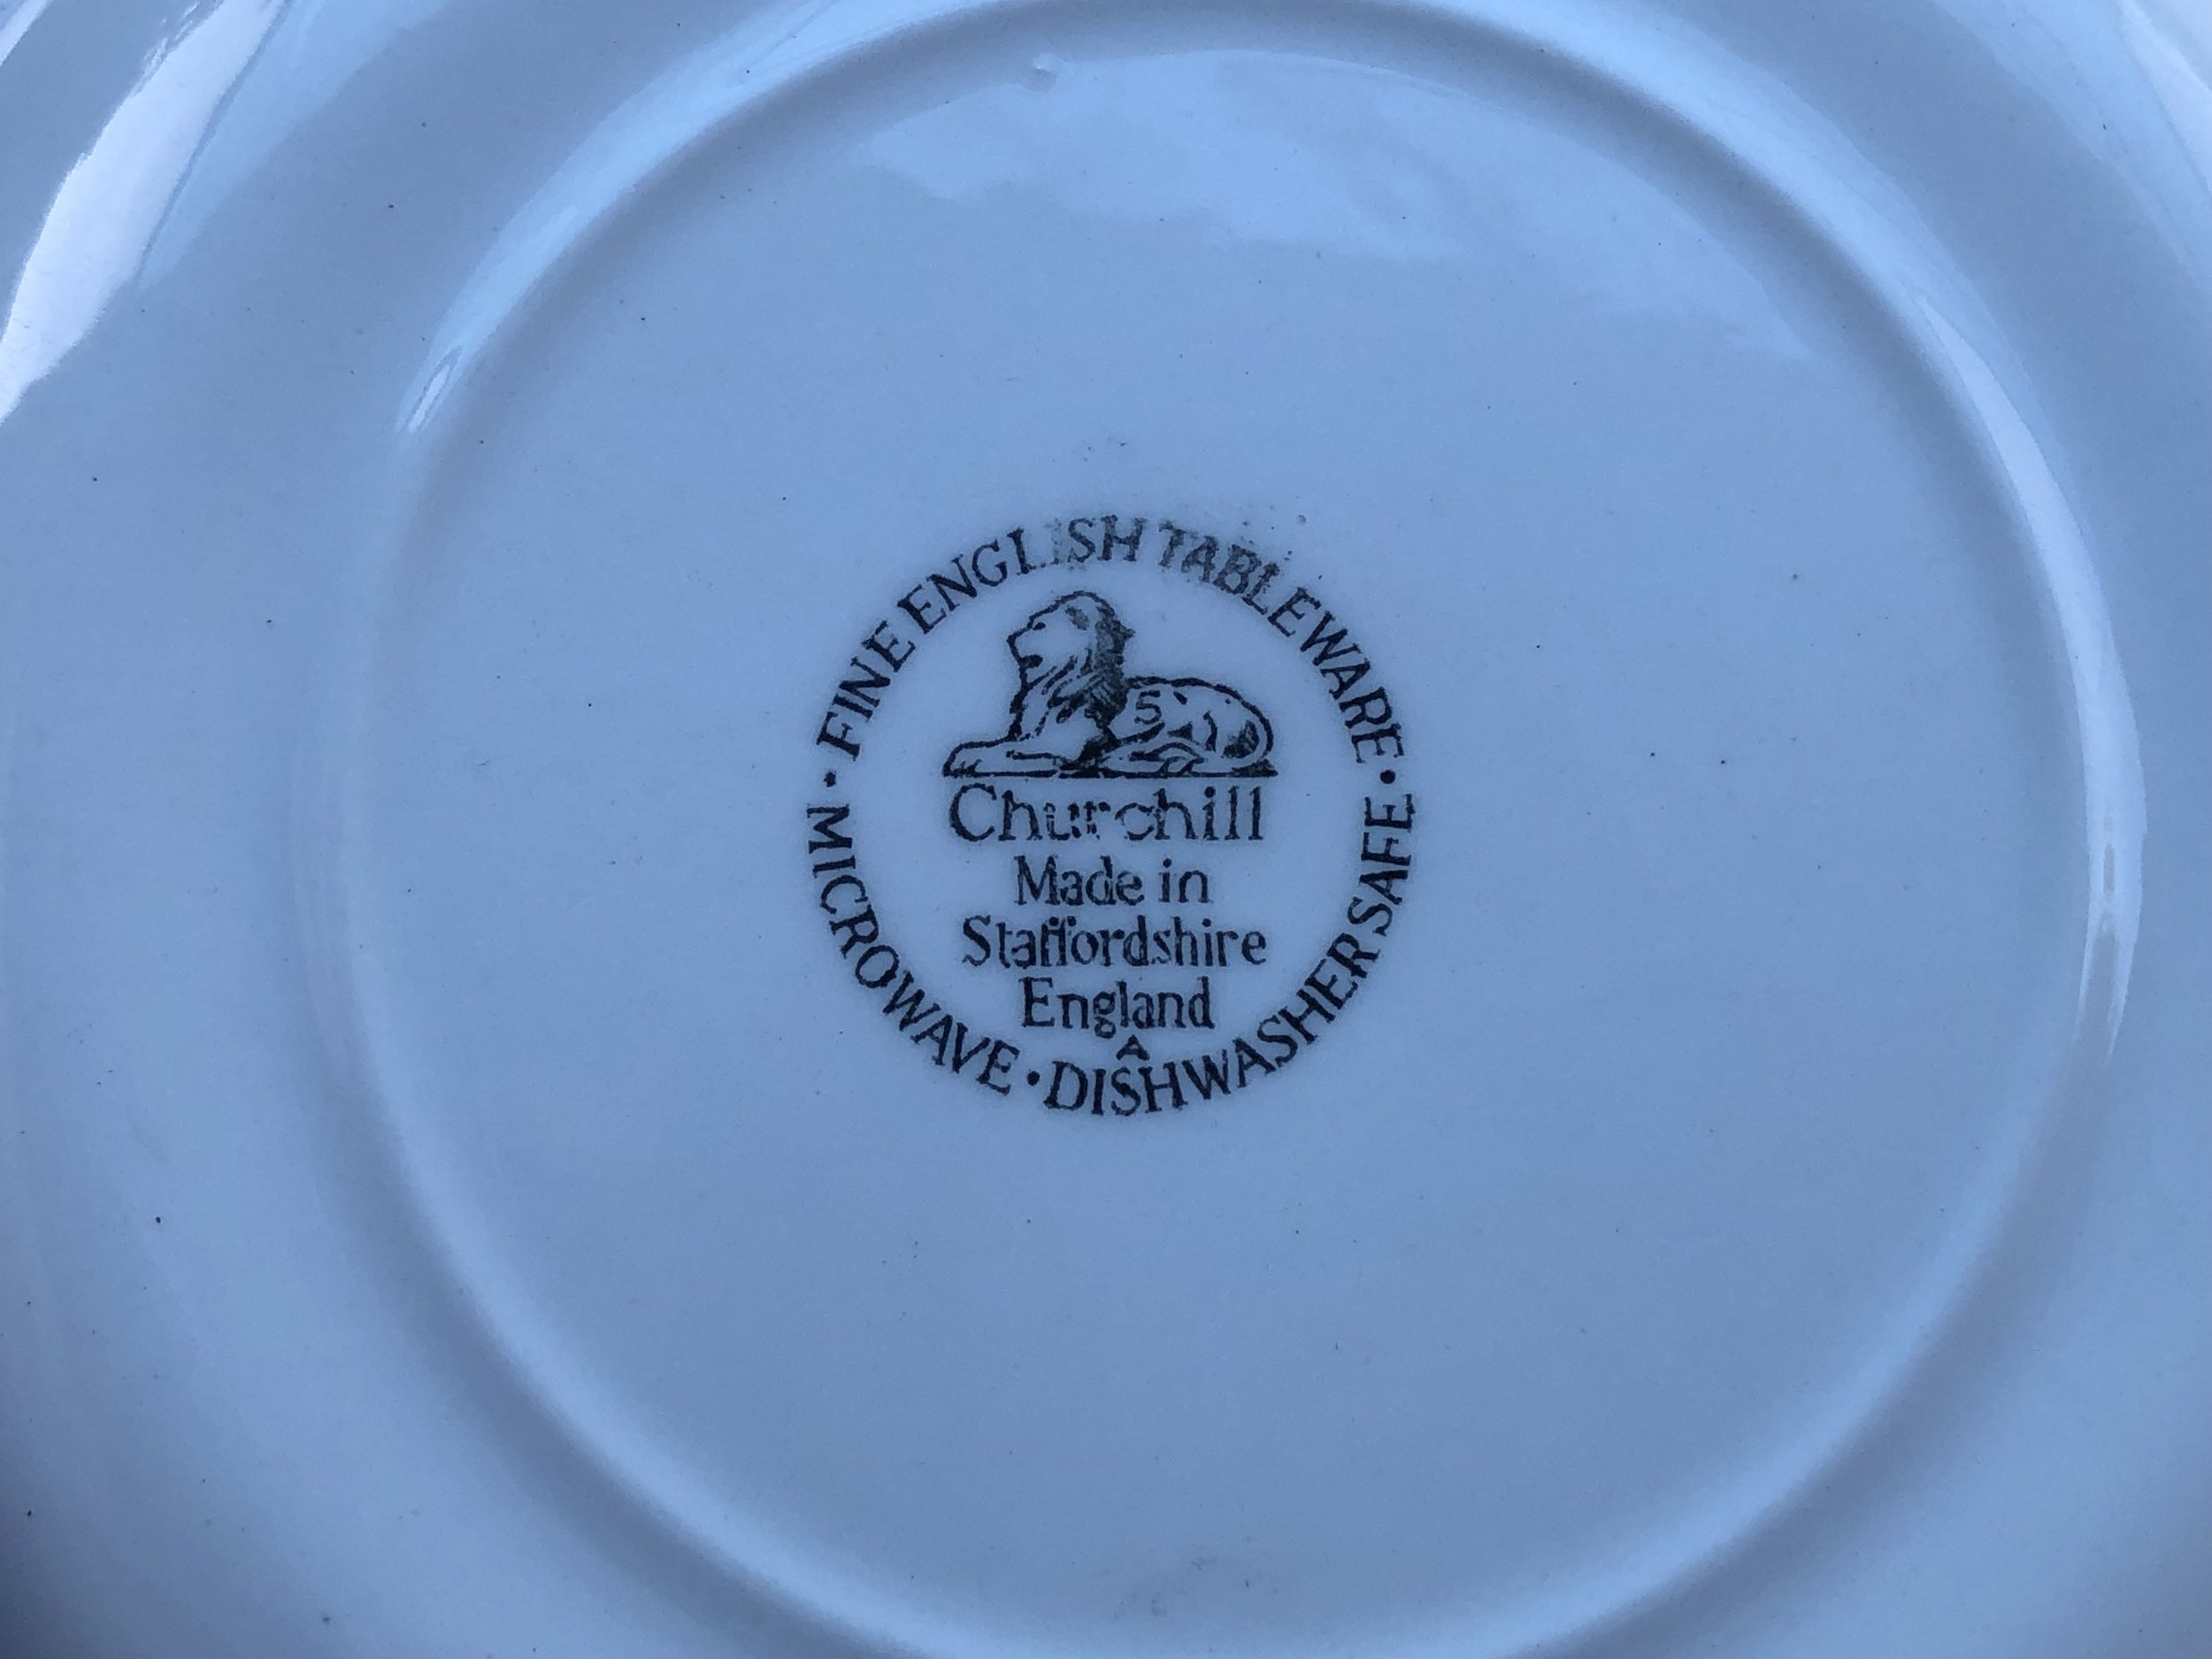 • FINE ENGLISH TABLEWARE •
5
Churchill
Made in
Staffordshire
England
A
MICROWAVE • DISHWASHER SAFE